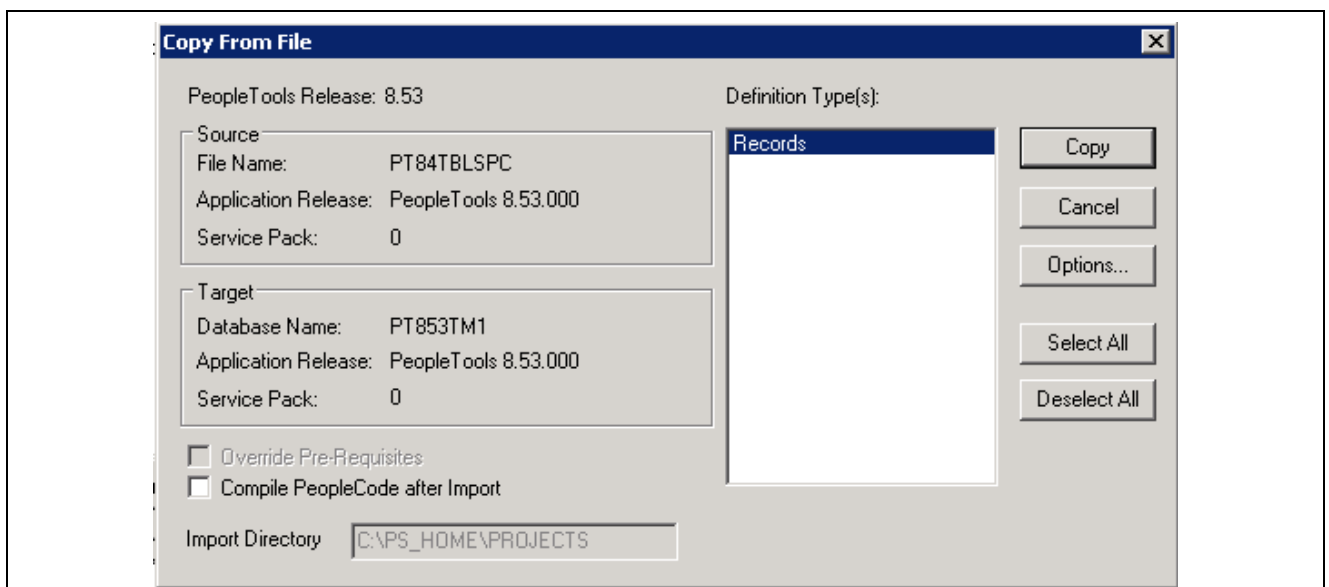 Copy From File
PeopleTools Release: 8.53
Source
File Name: PT84TBLSPC
Application Release: PeopleTools 8.53.000
Service Pack: 0
Target
Database Name: PT853TM1
Application Release: PeopleTools 8.53.000
Service Pack: 0
Override Pre-Requisites
Compile PeopleCode after Import
Import Directory C:\PS_HOME\PROJECTS
Definition Type(s):
Records
Copy
Cancel
Options...
Select All
Deselect All